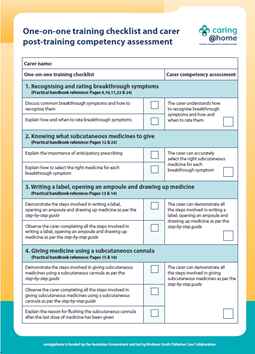 One-on-one training checklist and carer
post-training competency assessment
caring
@home
Carer name:
One-on-one training checklist
Carer competency assessment
1. Recognising and rating breakthrough symptoms
(Practical handbook reference: Pages 9,10,11,23 & 24)
Discuss common breakthrough symptoms and how to
recognise them
Explain how and when to rate breakthrough symptoms
The carer understands how
to recognise breakthrough
symptoms and how and
when to rate them
2. Knowing what subcutaneous medicines to give
(Practical handbook reference: Pages 12 & 25)
Explain the importance of anticipatory prescribing
Explain how to select the right medicine for each
breakthrough symptom
The carer can accurately
select the right subcutaneous
medicine for each
breakthrough symptom
3. Writing a label, opening an ampoule and drawing up medicine
(Practical handbook reference: Pages 13 & 14)
Demonstrate the steps involved in writing a label,
opening an ampoule and drawing up medicine as per the
step-by-step guide
Observe the carer completing all the steps involved in
writing a label, opening an ampoule and drawing up
medicine as per the step-by-step guide
The carer can demonstrate all
the steps involved in writing a
label, opening an ampoule and
drawing up medicine as per the
step-by-step guide
4. Giving medicine using a subcutaneous cannula
(Practical handbook reference: Pages 15 & 16)
Demonstrate the steps involved in giving subcutaneous
medicines using a subcutaneous cannula as per the
step-by-step guide
Observe the carer completing all the steps involved in
giving subcutaneous medicines using a subcutaneous
cannula as per the step-by-step guide
Explain the reason for flushing the subcutaneous cannula
after the last dose of medicine has been given
The carer can demonstrate all
the steps involved in giving
subcutaneous medicines as per the
step-by-step guide
caring@home is funded by the Australian Government and led by Brisbane South Palliative Care Collaborative.